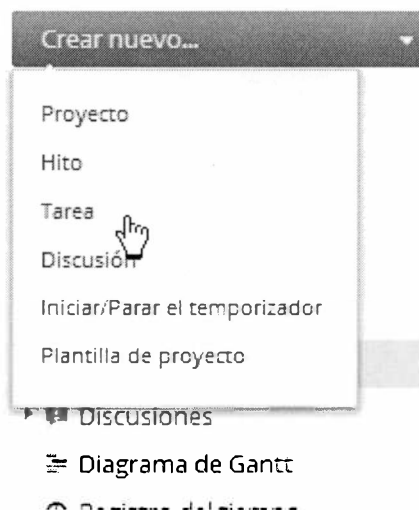 Crear nuevo...
Proyecto
Hito
Tarea
Discusión
Iniciar/Parar el temporizador
Plantilla de proyecto
Discusiones
Diagrama de Gantt